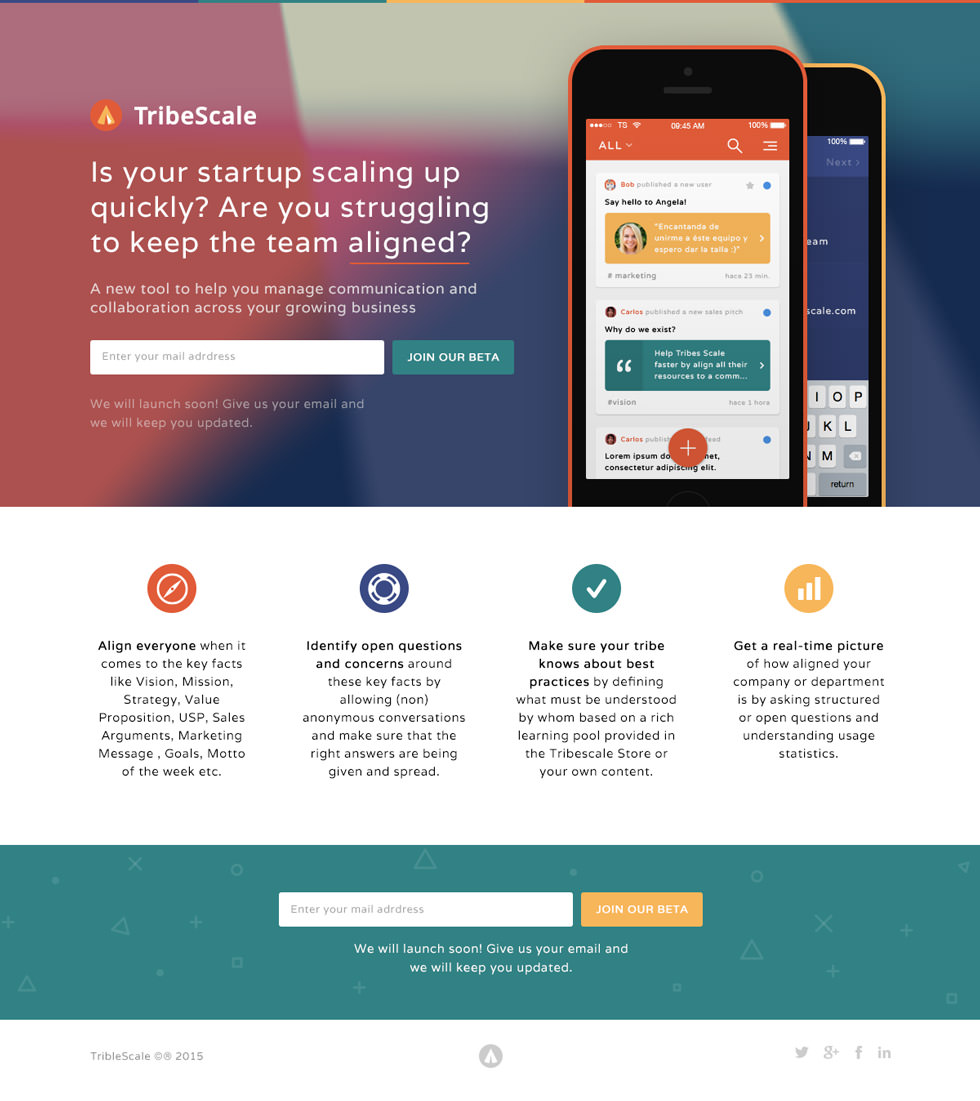 TribeScale
Is your startup scaling up
quickly? Are you struggling
to keep the team aligned?
A new tool to help you manage communication and
collaboration across your growing business
Enter your mail adrdress
JOIN OUR BETA
We will launch soon! Give us your email and
we will keep you updated.
TS
09:45 AM
100%
ALL
Bob published a new user
Say hello to Angela!
"Encantanda de
unirme a éste equipo y
espero dar la talla :)"
# marketing
hace 23 min.
Carlos published a new sales pitch
Why do we exist?
Help Tribes Scale
faster by align all their
resources to a comm...
#vision
hace 1 hora
Carlos publish feed
Lorem ipsum do met,
consectetur adipiscing elit.
100%
Next >
eam
scale.com
I O P
J K L
N M
return
Align everyone when it
comes to the key facts
like Vision, Mission,
Strategy, Value
Proposition, USP, Sales
Arguments, Marketing
Message , Goals, Motto
of the week etc.
Identify open questions
and concerns around
these key facts by
allowing (non)
anonymous conversations
and make sure that the
right answers are being
given and spread.
Make sure your tribe
knows about best
practices by defining
what must be understood
by whom based on a rich
learning pool provided in
the Tribescale Store or
your own content.
Get a real-time picture
of how aligned your
company or department
is by asking structured
or open questions and
understanding usage
statistics.
Enter your mail adrdress
JOIN OUR BETA
We will launch soon! Give us your email and
we will keep you updated.
TribleScale ©® 2015